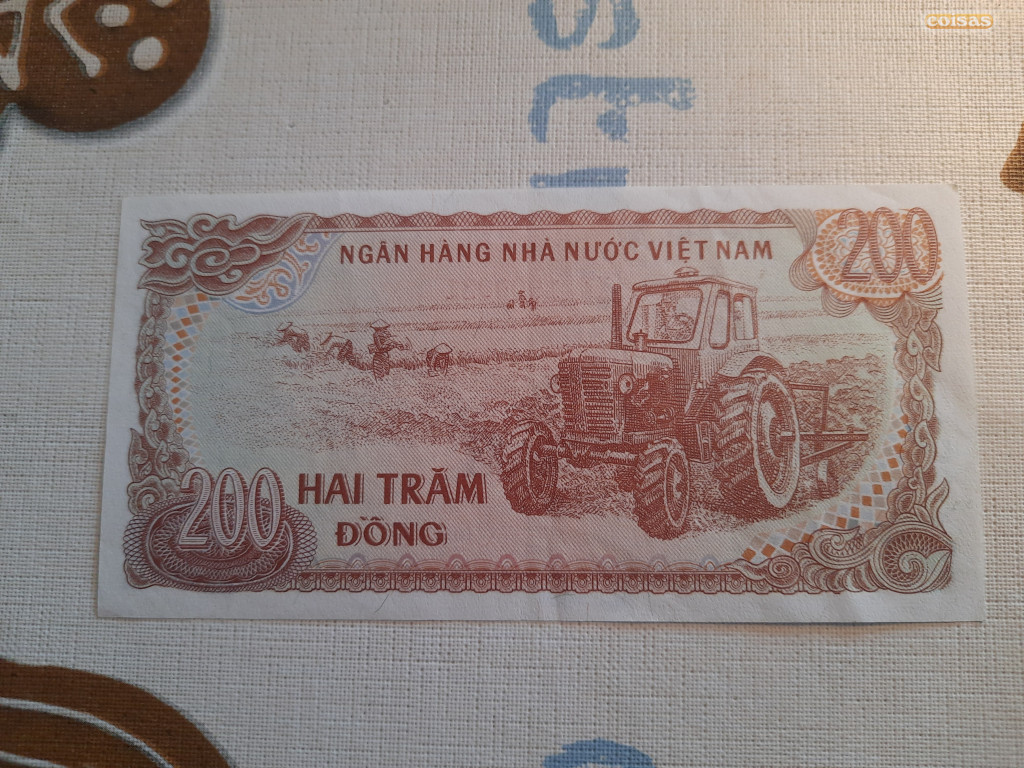 coisas
NGÂN HÀNG NHÀ NƯỚC VIỆT NAM
200
200
HAI TRĂM
ĐỒNG